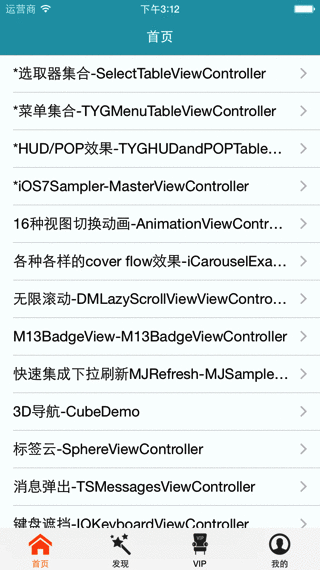 运营商 下午3:12
首页
*选取器集合-SelectTableViewController
*菜单集合-TYGMenuTableViewController
*HUD/POP效果-TYGHUDandPOPTable…
*iOS7Sampler-MasterViewController
16种视图切换动画-AnimationViewContr…
各种各样的cover flow效果-iCarouselExa…
无限滚动-DMLazyScrollViewViewContro…
M13BadgeView-M13BadgeViewController
快速集成下拉刷新MJRefresh-MJSample…
3D导航-CubeDemo
标签云-SphereViewController
消息弹出-TSMessagesViewController
键盘遮挡-IQKeyboardViewController
首页 发现 VIP 我的